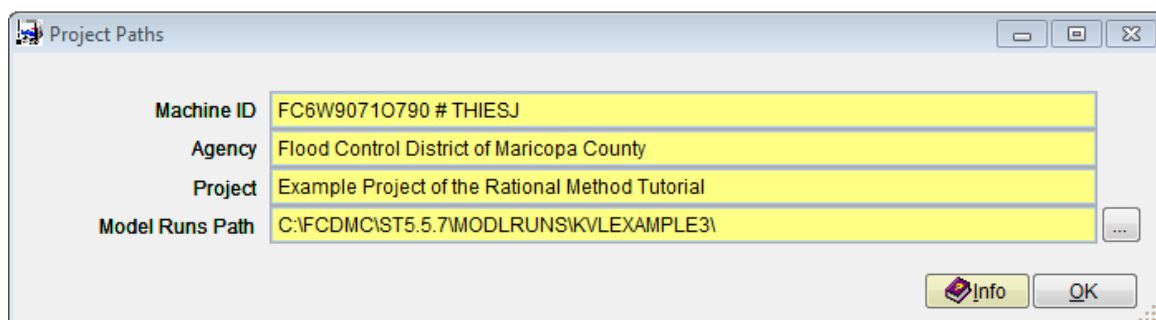 Project Paths
Machine ID FC6W9071O790 # THIESJ
Agency Flood Control District of Maricopa County
Project Example Project of the Rational Method Tutorial
Model Runs Path C:\FCDMC\ST5.5.7\MODLRUNS\KVLEXAMPLE3\ ...
Info OK